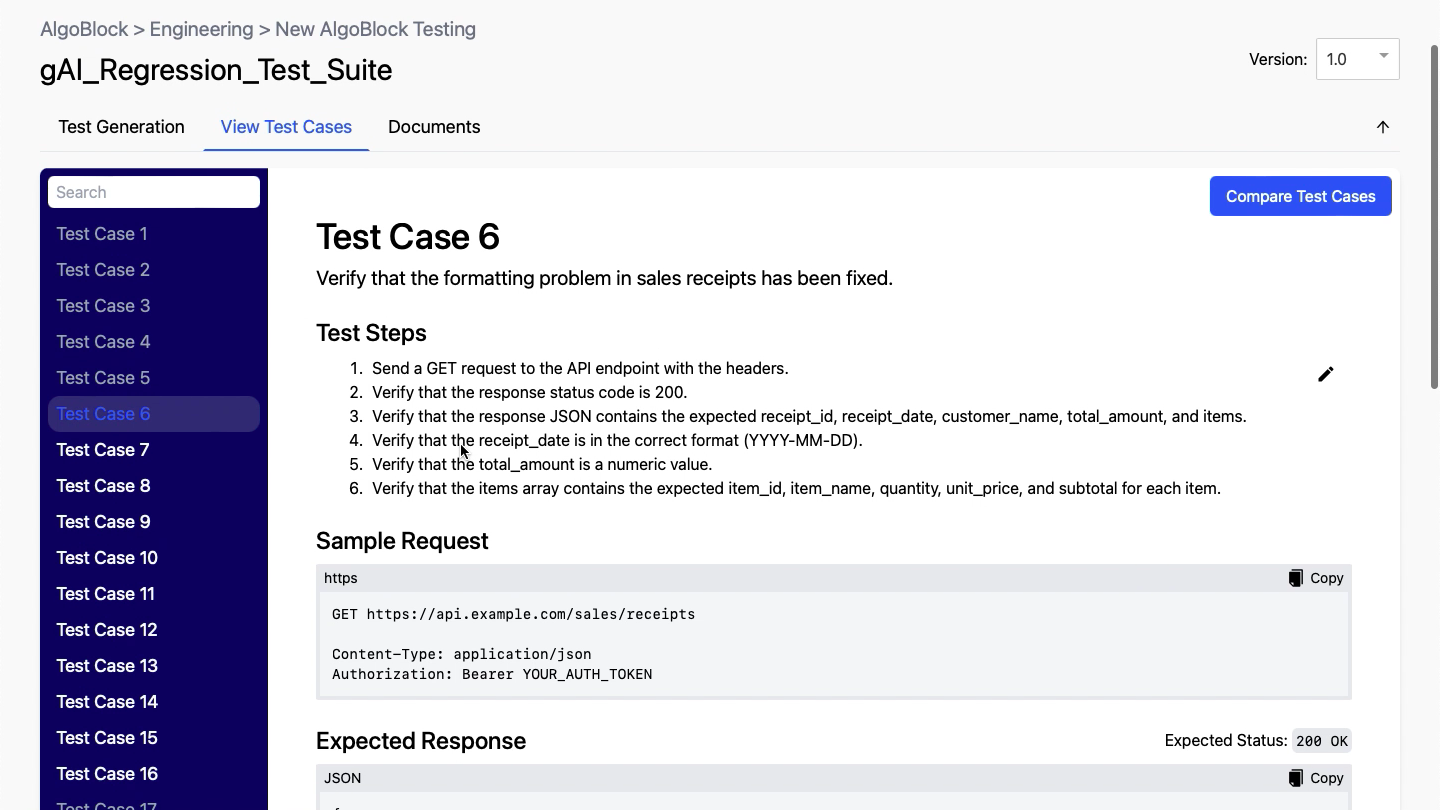 AlgoBlock > Engineering > New AlgoBlock Testing
gAI_Regression_Test_Suite
Version: 1.0
Test Generation View Test Cases Documents
Search
Compare Test Cases
Test Case 1
Test Case 2
Test Case 3
Test Case 4
Test Case 5
Test Case 6
Test Case 7
Test Case 8
Test Case 9
Test Case 10
Test Case 11
Test Case 12
Test Case 13
Test Case 14
Test Case 15
Test Case 16
Test Case 17
Test Case 6
Verify that the formatting problem in sales receipts has been fixed.
Test Steps
1. Send a GET request to the API endpoint with the headers.
2. Verify that the response status code is 200.
3. Verify that the response JSON contains the expected receipt_id, receipt_date, customer_name, total_amount, and items.
4. Verify that the receipt_date is in the correct format (YYYY-MM-DD).
5. Verify that the total_amount is a numeric value.
6. Verify that the items array contains the expected item_id, item_name, quantity, unit_price, and subtotal for each item.
Sample Request
https Copy
GET https://api.example.com/sales/receipts
Content-Type: application/json
Authorization: Bearer YOUR_AUTH_TOKEN
Expected Response Expected Status: 200 OK
JSON Copy